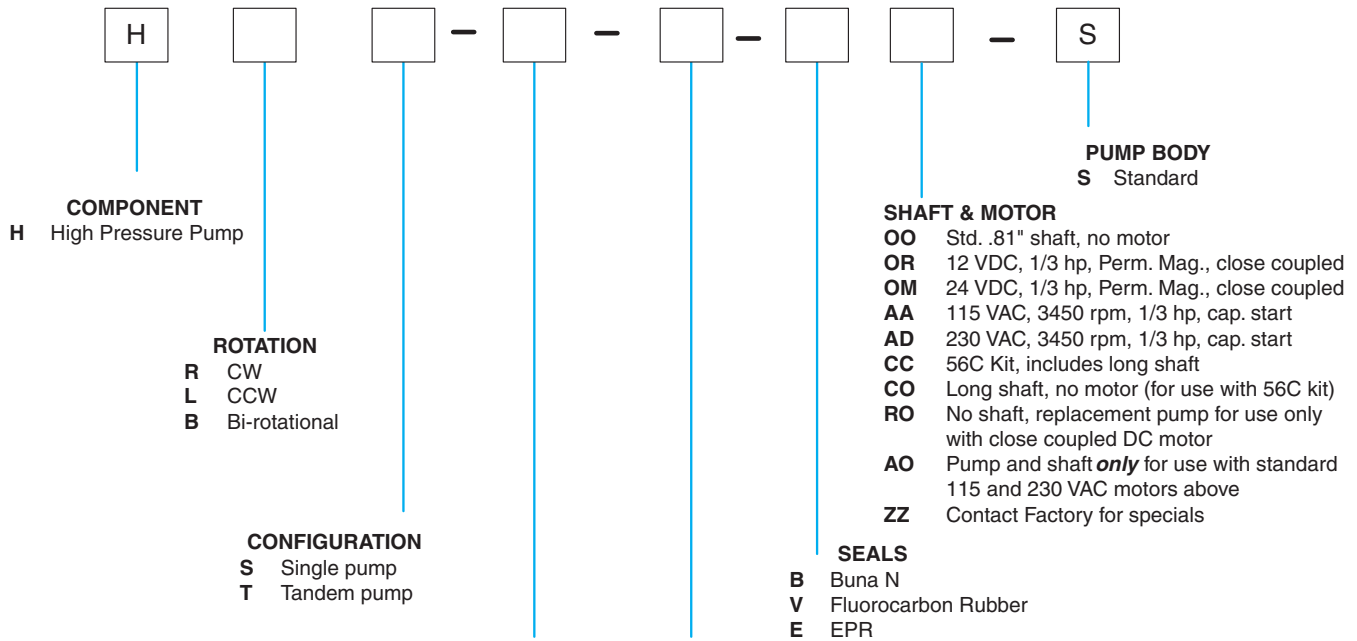 H – – – – S
COMPONENT
H High Pressure Pump
ROTATION
R CW
L CCW
B Bi-rotational
CONFIGURATION
S Single pump
T Tandem pump
PUMP BODY
S Standard
SHAFT & MOTOR
OO Std. .81" shaft, no motor
OR 12 VDC, 1/3 hp, Perm. Mag., close coupled
OM 24 VDC, 1/3 hp, Perm. Mag., close coupled
AA 115 VAC, 3450 rpm, 1/3 hp, cap. start
AD 230 VAC, 3450 rpm, 1/3 hp, cap. start
CC 56C Kit, includes long shaft
CO Long shaft, no motor (for use with 56C kit)
RO No shaft, replacement pump for use only
with close coupled DC motor
AO Pump and shaft only for use with standard
115 and 230 VAC motors above
ZZ Contact Factory for specials
SEALS
B Buna N
V Fluorocarbon Rubber
E EPR